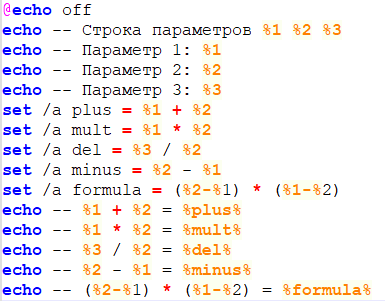 @echo off
echo -- Строка параметров %1 %2 %3
echo -- Параметр 1: %1
echo -- Параметр 2: %2
echo -- Параметр 3: %3
set /a plus = %1 + %2
set /a mult = %1 * %2
set /a del = %3 / %2
set /a minus = %2 - %1
set /a formula = (%2-%1) * (%1-%2)
echo -- %1 + %2 = %plus%
echo -- %1 * %2 = %mult%
echo -- %3 / %2 = %del%
echo -- %2 - %1 = %minus%
echo -- (%2-%1) * (%1-%2) = %formula%